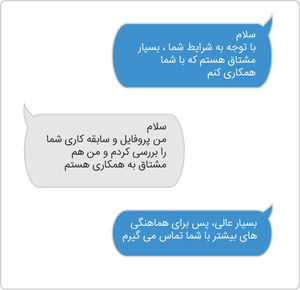 سلام
با توجه به شرایط شما ، بسیار
مشتاق هستم که با شما
همکاری کنم
سلام
من پروفایل و سابقه کاری شما
را بررسی کردم و من هم
مشتاق به همکاری هستم
بسیار عالی، پس برای هماهنگی
های بیشتر با شما تماس می گیرم